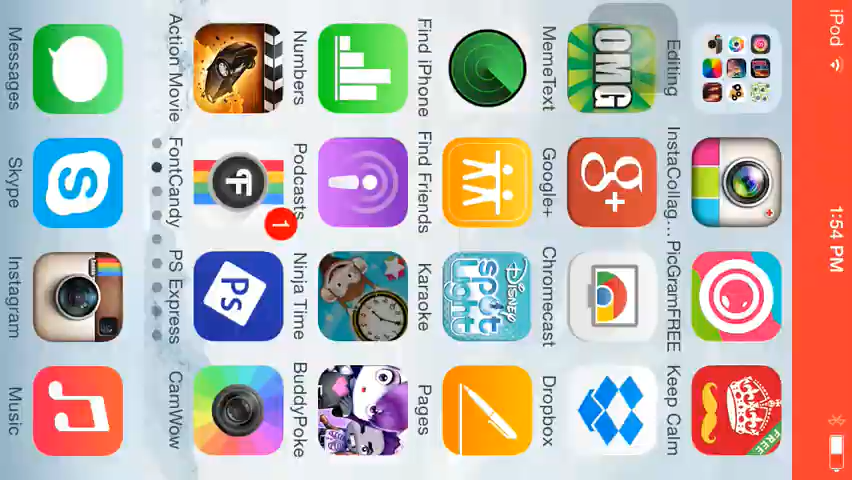 iPod 1:54 PM
FREE
Editing InstaCollag... PicGramFREE Keep Calm
OMG g+
MemeText Google+ Chromecast Dropbox
Disney
spot
light
Find iPhone Find Friends Karaoke Pages
Numbers Podcasts Ninja Time BuddyPoke
1
F Ps
Action Movie FontCandy PS Express CamWow
S
Messages Skype Instagram Music